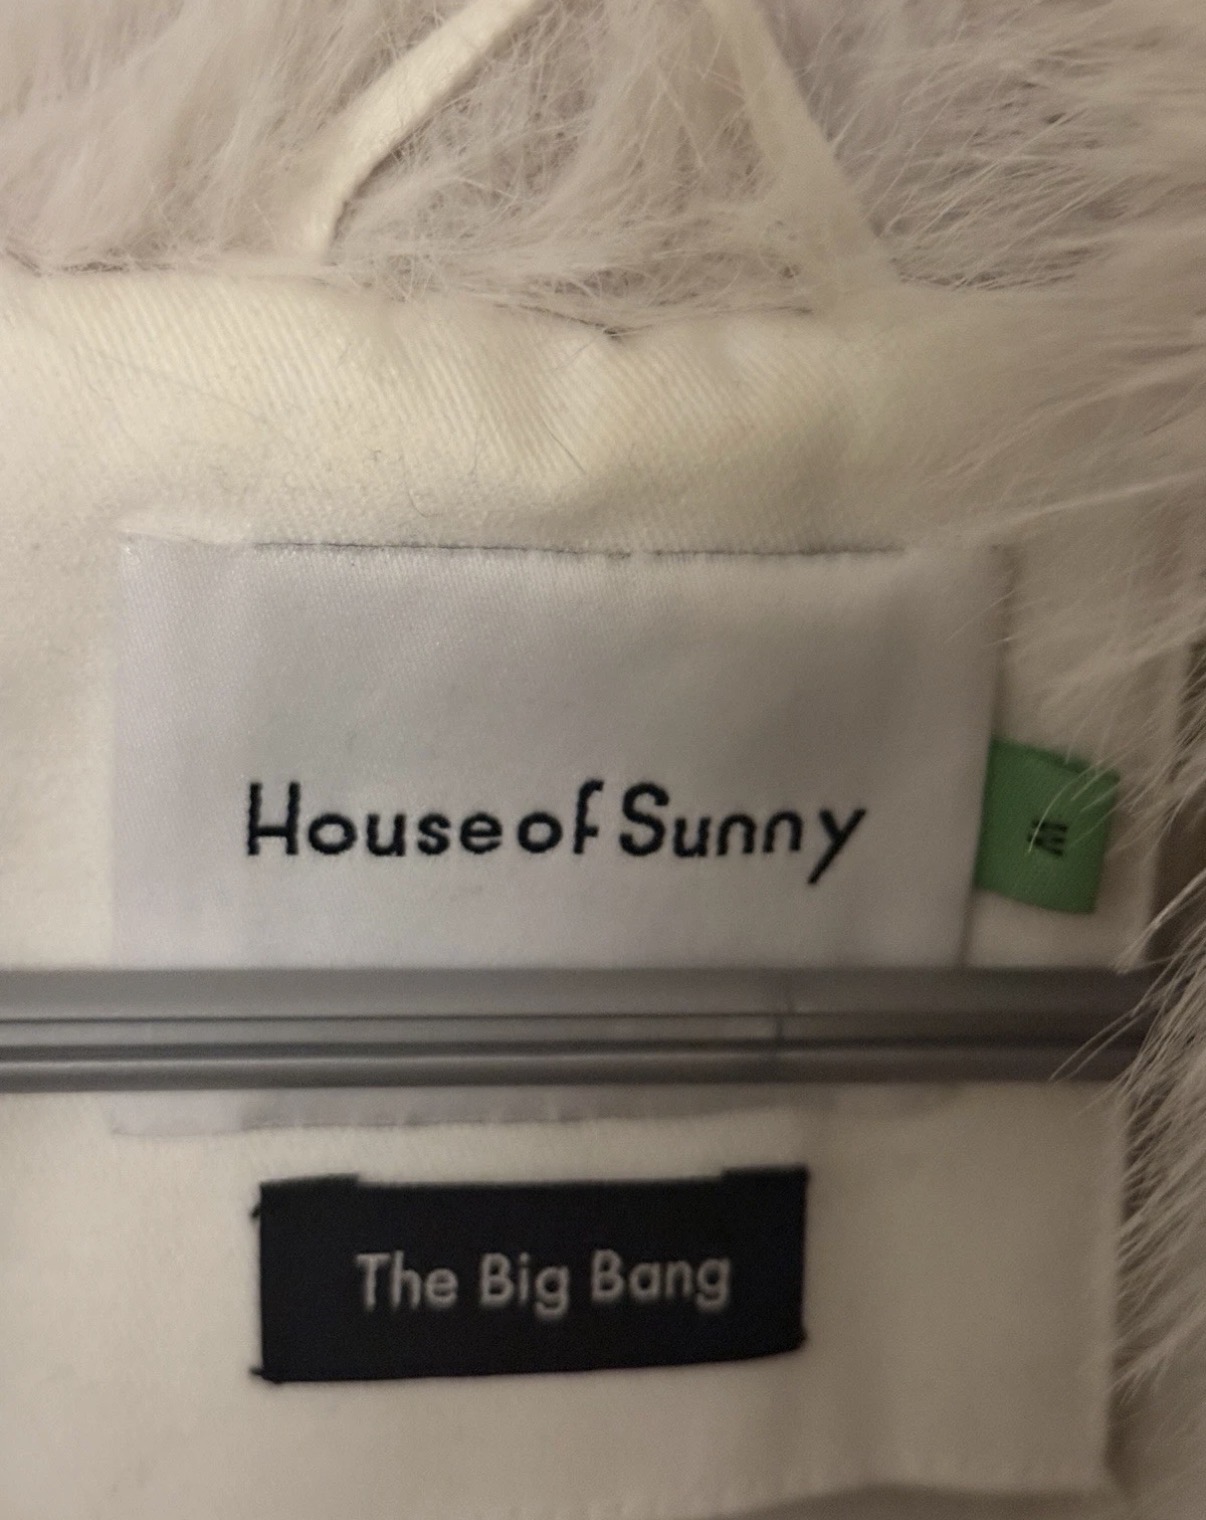 House of Sunny
M
The Big Bang